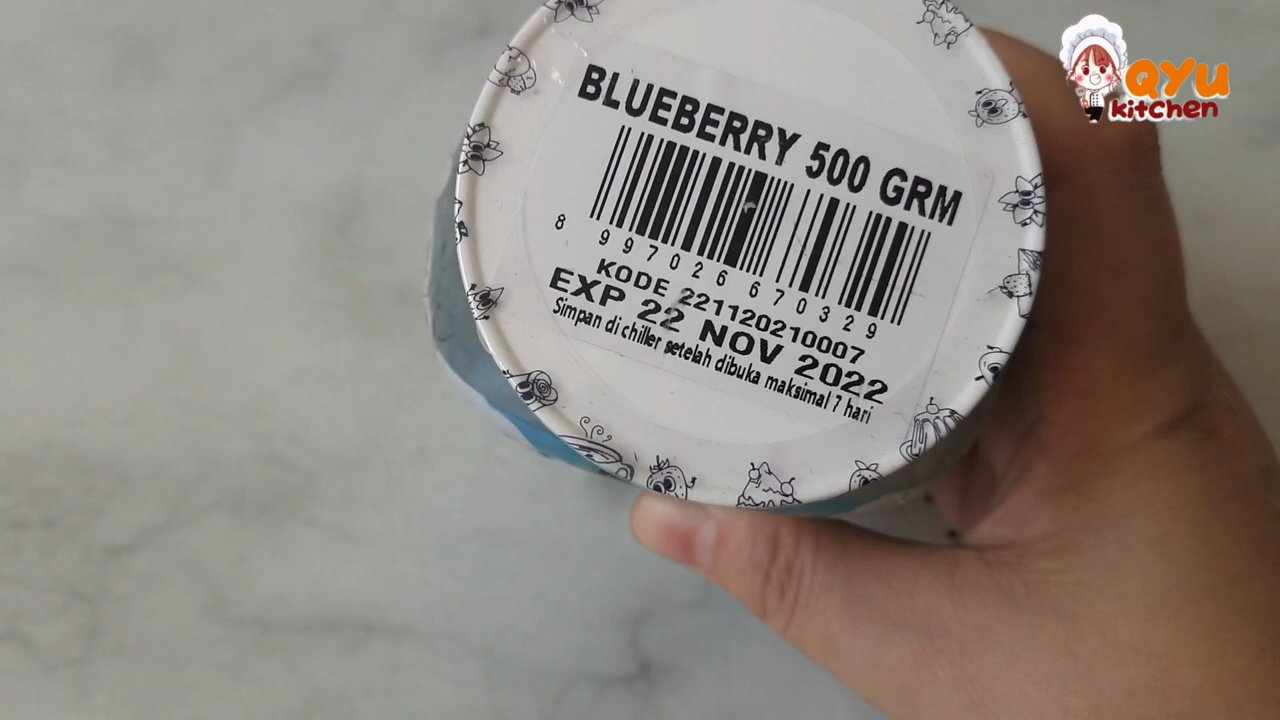 QYU
kitchen
BLUEBERRY 500 GRM
8 997026 670329
KODE 221120210007
EXP 22 NOV 2022
Simpan di chiller setelah dibuka maksimal 7 hari